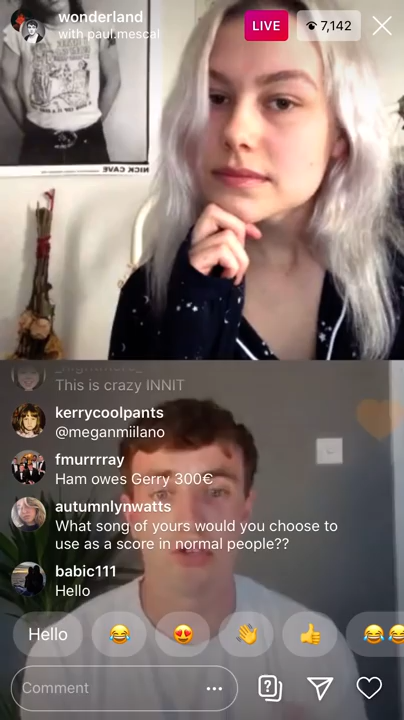 wonderland
with paul.mescal
LIVE
7,142
NICK CAVE
This is crazy INNIT
kerrycoolpants
@meganmiilano
fmurrrray
Ham owes Gerry 300€
autumnlynwatts
What song of yours would you choose to
use as a score in normal people??
babic111
Hello
Hello
Comment